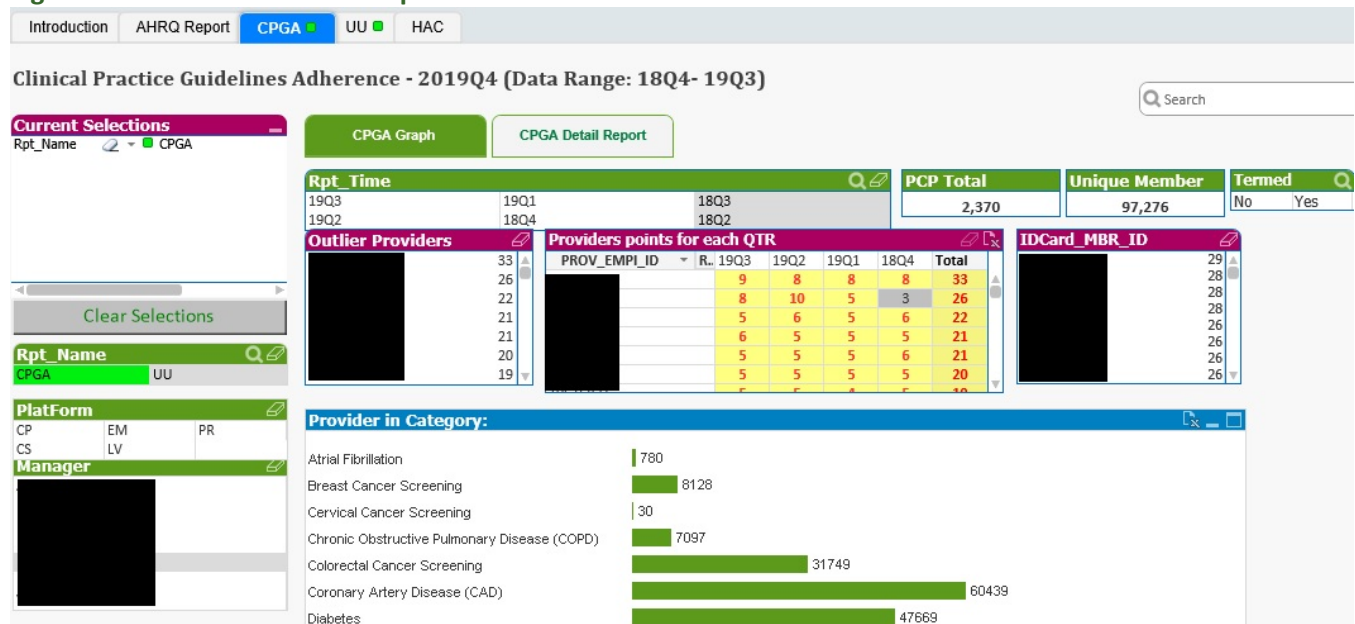 Introduction AHRQ Report CPGA UU HAC
Clinical Practice Guidelines Adherence - 2019Q4 (Data Range: 18Q4- 19Q3)
Search
Current Selections
Rpt_Name CPGA
Clear Selections
Rpt_Name
CPGA UU
PlatForm
CP EM PR
CS LV
Manager
CPGA Graph CPGA Detail Report
Rpt_Time
19Q3 19Q1 18Q3
19Q2 18Q4 18Q2
PCP Total
2,370
Unique Member
97,276
Termed
No Yes
Outlier Providers
33
26
22
21
21
20
19
Providers points for each QTR
PROV_EMPI_ID R.. 19Q3 19Q2 19Q1 18Q4 Total
9 8 8 8 33
8 10 5 3 26
5 6 5 6 22
6 5 5 5 21
5 5 5 6 21
5 5 5 5 20
IDCard_MBR_ID
29
28
28
28
28
26
26
26
26
Provider in Category:
Atrial Fibrillation 780
Breast Cancer Screening 8128
Cervical Cancer Screening 30
Chronic Obstructive Pulmonary Disease (COPD) 7097
Colorectal Cancer Screening 31749
Coronary Artery Disease (CAD) 60439
Diabetes 47669